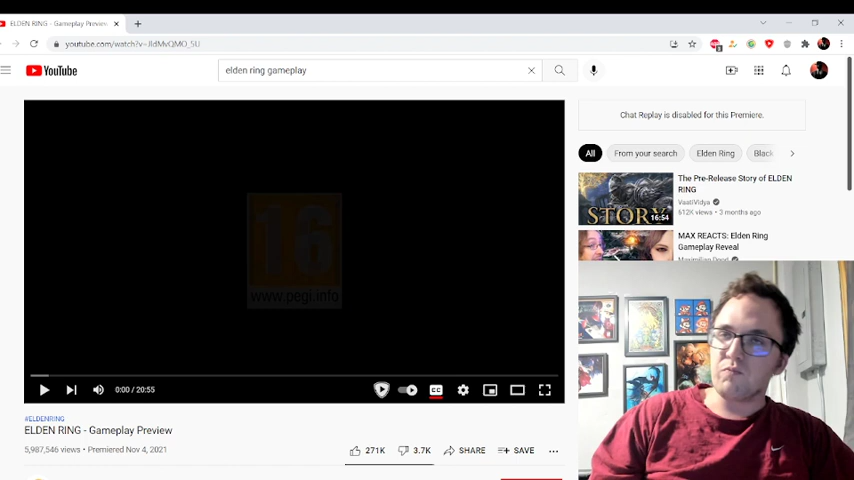 ELDEN RING - Gameplay Preview
youtube.com/watch?v=JldMvQMO_5U
3
YouTube
elden ring gameplay
16
www.pegi.info
0:00 / 20:55
CC
#ELDENRING
ELDEN RING - Gameplay Preview
5,987,546 views • Premiered Nov 4, 2021
271K
3.7K
SHARE
SAVE
Chat Replay is disabled for this Premiere.
All
From your search
Elden Ring
Black
STORY
16:54
The Pre-Release Story of ELDEN
RING
VaatiVidya
512K views • 3 months ago
MAX REACTS: Elden Ring
Gameplay Reveal